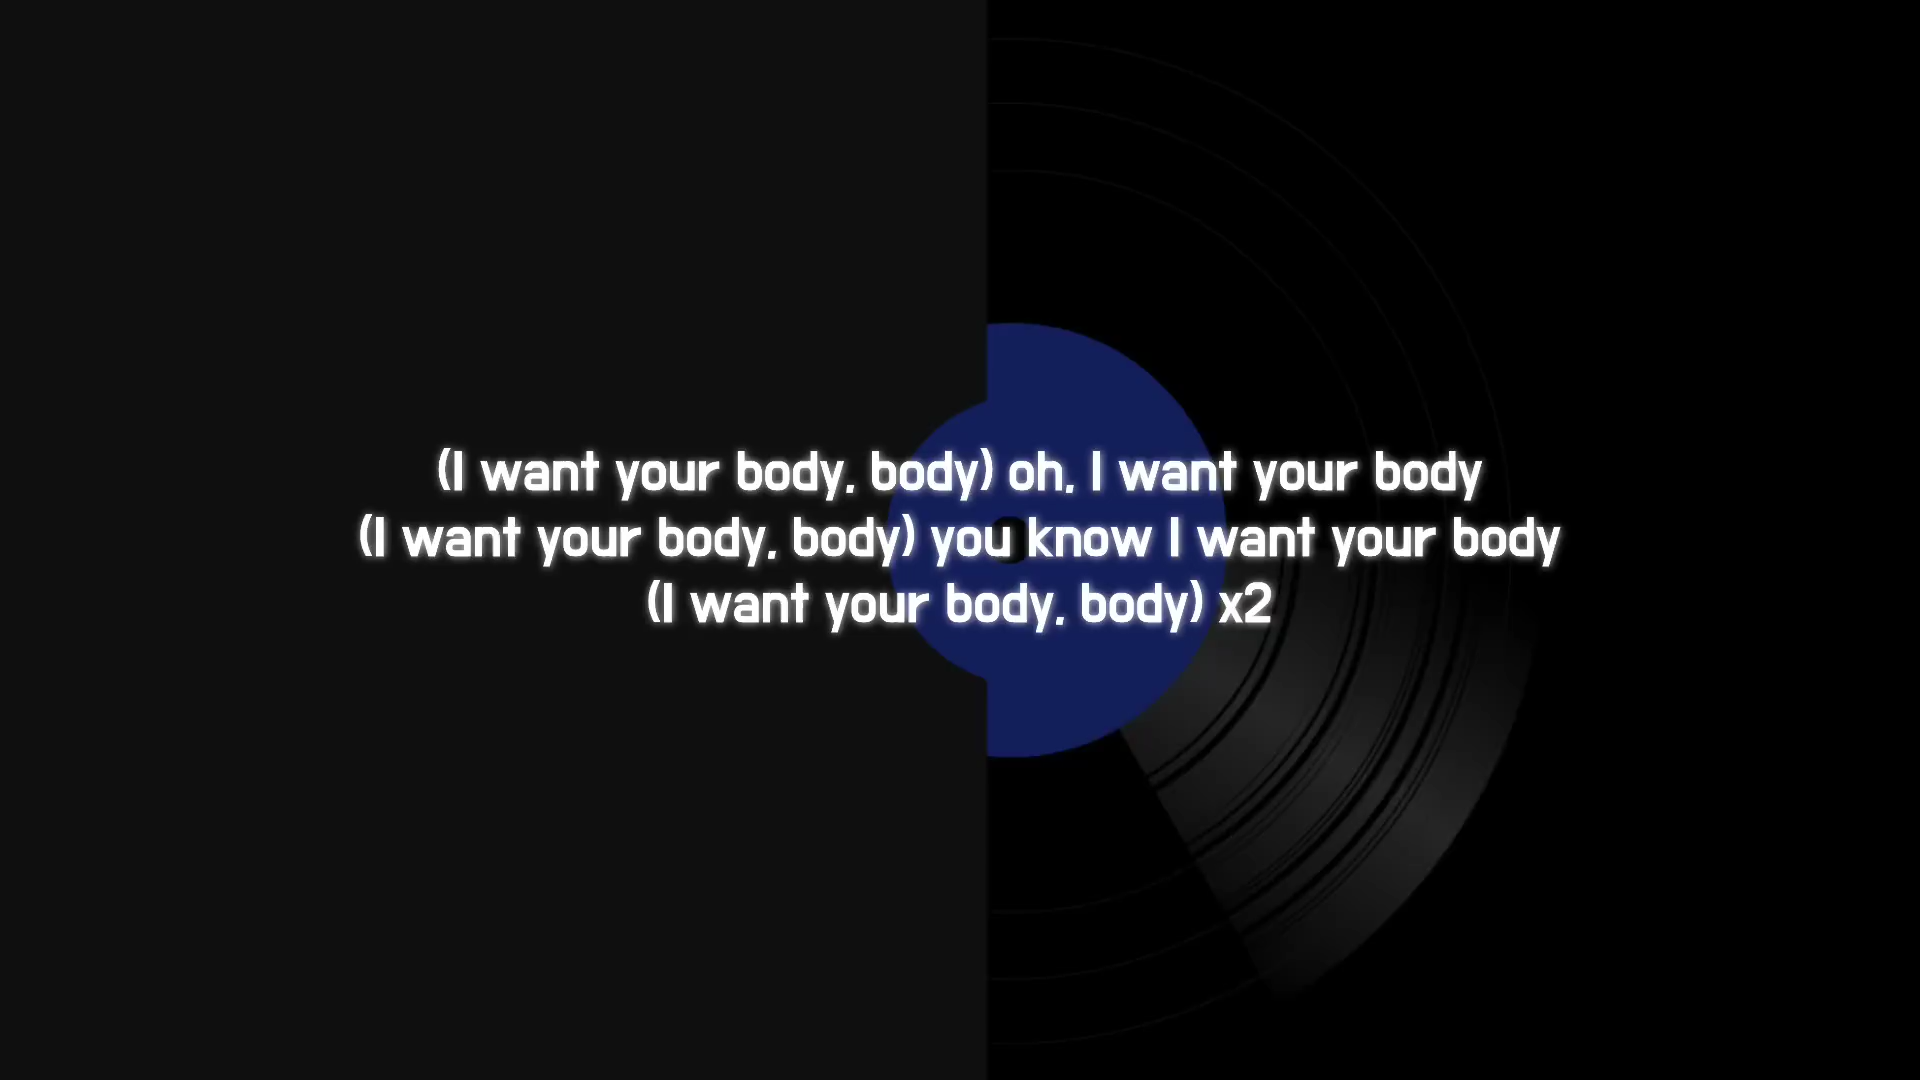 (I want your body, body) oh, I want your body
(I want your body, body) you know I want your body
(I want your body, body) x2